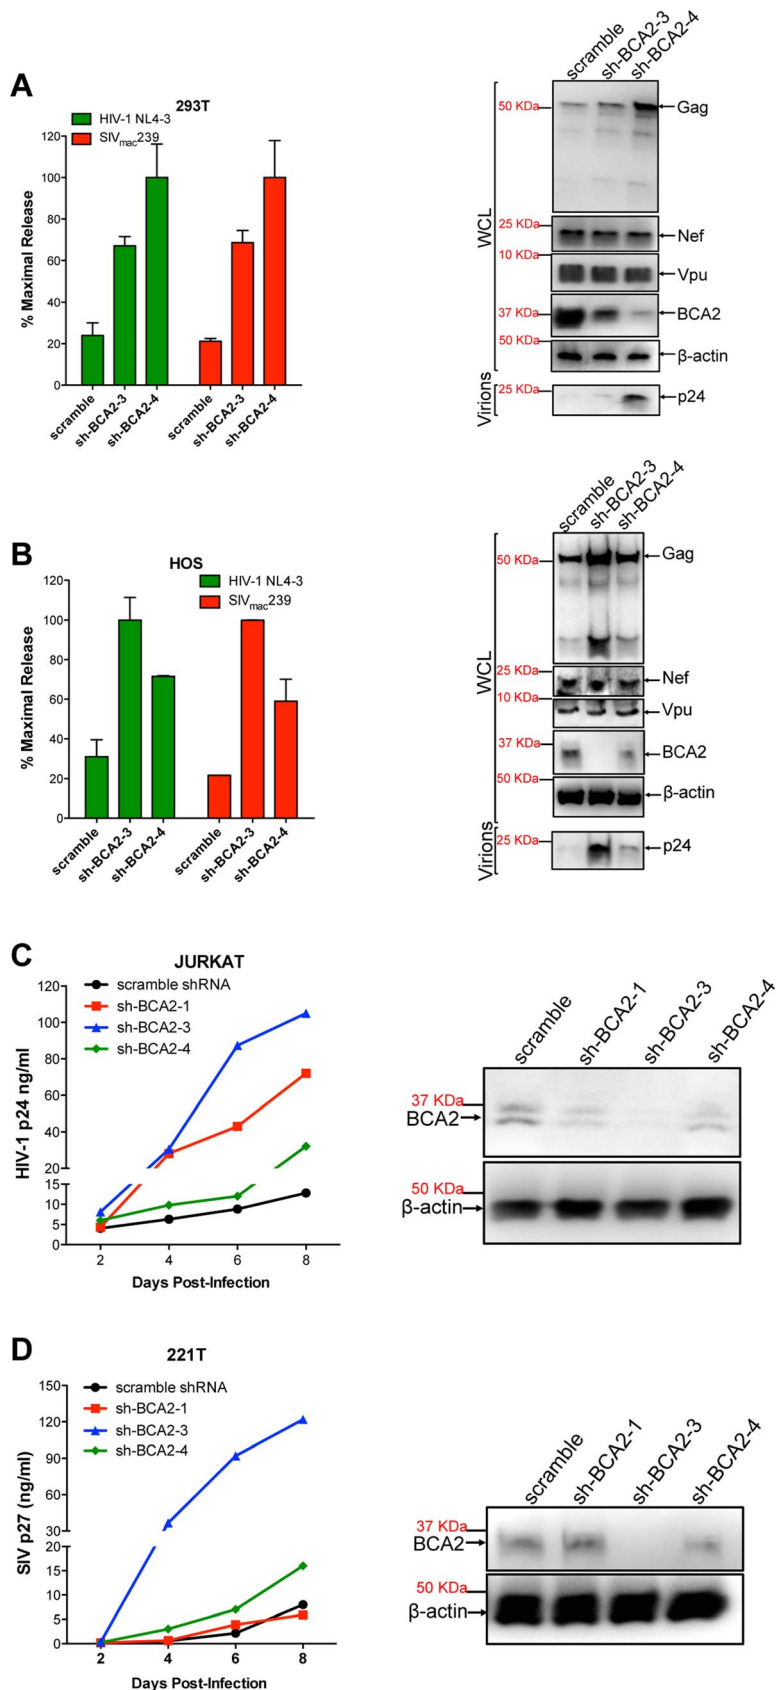 A
293T
HIV-1 NL4-3
SIVmac239
% Maximal Release
120
100
80
60
40
20
0
scramble
sh-BCA2-3
sh-BCA2-4
scramble
sh-BCA2-3
sh-BCA2-4
scramble
sh-BCA2-3
sh-BCA2-4
WCL
50 KDa
Gag
25 KDa
Nef
10 KDa
Vpu
37 KDa
BCA2
50 KDa
β-actin
Virions
25 KDa
p24
B
HOS
HIV-1 NL4-3
SIVmac239
% Maximal Release
120
100
80
60
40
20
0
scramble
sh-BCA2-3
sh-BCA2-4
scramble
sh-BCA2-3
sh-BCA2-4
scramble
sh-BCA2-3
sh-BCA2-4
WCL
50 KDa
Gag
25 KDa
Nef
10 KDa
Vpu
37 KDa
BCA2
50 KDa
β-actin
Virions
25 KDa
p24
C
JURKAT
scramble shRNA
sh-BCA2-1
sh-BCA2-3
sh-BCA2-4
HIV-1 p24 ng/ml
120
100
80
60
40
20
15
10
5
0
2 4 6 8
Days Post-Infection
scramble
sh-BCA2-1
sh-BCA2-3
sh-BCA2-4
37 KDa
BCA2
50 KDa
β-actin
D
221T
scramble shRNA
sh-BCA2-1
sh-BCA2-3
sh-BCA2-4
SIV p27 (ng/ml)
150
120
90
60
30
20
15
10
5
0
2 4 6 8
Days Post-Infection
scramble
sh-BCA2-1
sh-BCA2-3
sh-BCA2-4
37 KDa
BCA2
50 KDa
β-actin